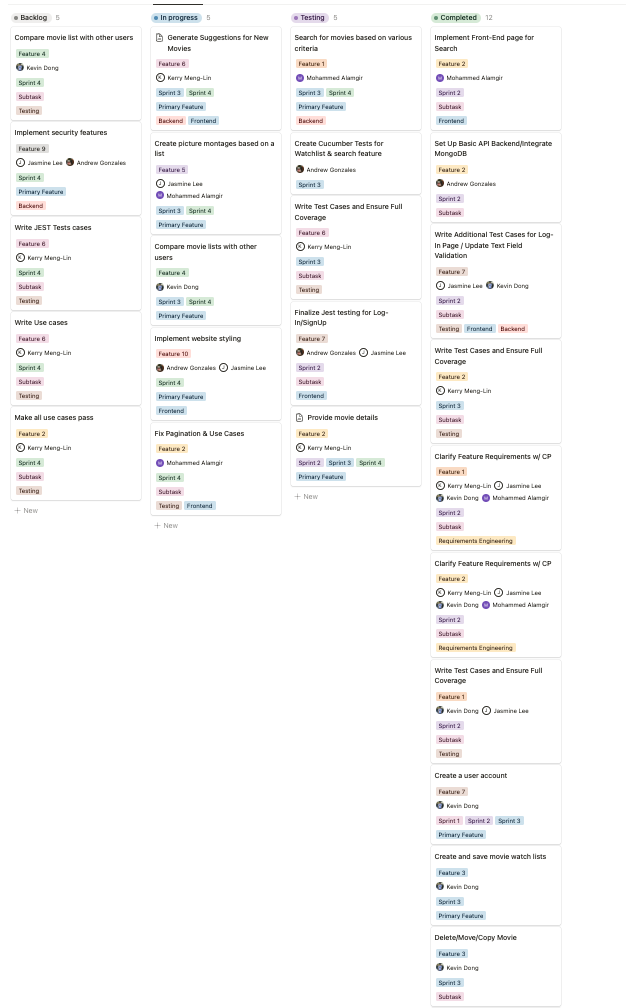 Backlog 5
Compare movie list with other users
Feature 4
Kevin Dong
Sprint 4
Subtask
Testing
Implement security features
Feature 9
J Jasmine Lee Andrew Gonzales
Sprint 4
Primary Feature
Backend
Write JEST Tests cases
Feature 6
K Kerry Meng-Lin
Sprint 4
Subtask
Testing
Write Use cases
Feature 6
K Kerry Meng-Lin
Sprint 4
Subtask
Testing
Make all use cases pass
Feature 2
K Kerry Meng-Lin
Sprint 4
Subtask
Testing
+ New
In progress 5
Generate Suggestions for New
Movies
Feature 6
K Kerry Meng-Lin
Sprint 3 Sprint 4
Primary Feature
Backend Frontend
Create picture montages based on a
list
Feature 5
J Jasmine Lee
M Mohammed Alamgir
Sprint 3 Sprint 4
Primary Feature
Compare movie lists with other
users
Feature 4
Kevin Dong
Sprint 3 Sprint 4
Primary Feature
Implement website styling
Feature 10
Andrew Gonzales J Jasmine Lee
Sprint 4
Primary Feature
Frontend
Fix Pagination & Use Cases
Feature 2
M Mohammed Alamgir
Sprint 4
Subtask
Testing Frontend
+ New
Testing 5
Search for movies based on various
criteria
Feature 1
M Mohammed Alamgir
Sprint 3 Sprint 4
Primary Feature
Backend
Create Cucumber Tests for
Watchlist & search feature
Andrew Gonzales
Sprint 3
Write Test Cases and Ensure Full
Coverage
Feature 6
K Kerry Meng-Lin
Sprint 3
Subtask
Testing
Finalize Jest testing for Log-
In/SignUp
Feature 7
Andrew Gonzales J Jasmine Lee
Sprint 2
Subtask
Frontend
Provide movie details
Feature 2
K Kerry Meng-Lin
Sprint 2 Sprint 3 Sprint 4
Primary Feature
+ New
Completed 12
Implement Front-End page for
Search
Feature 2
M Mohammed Alamgir
Sprint 2
Subtask
Frontend
Set Up Basic API Backend/Integrate
MongoDB
Feature 2
Andrew Gonzales
Sprint 2
Subtask
Write Additional Test Cases for Log-
In Page / Update Text Field
Validation
Feature 7
J Jasmine Lee Kevin Dong
Sprint 2
Subtask
Testing Frontend Backend
Write Test Cases and Ensure Full
Coverage
Feature 2
K Kerry Meng-Lin
Sprint 3
Subtask
Testing
Clarify Feature Requirements w/ CP
Feature 1
K Kerry Meng-Lin J Jasmine Lee
Kevin Dong M Mohammed Alamgir
Sprint 2
Subtask
Requirements Engineering
Clarify Feature Requirements w/ CP
Feature 2
K Kerry Meng-Lin J Jasmine Lee
Kevin Dong M Mohammed Alamgir
Sprint 2
Subtask
Requirements Engineering
Write Test Cases and Ensure Full
Coverage
Feature 1
Kevin Dong J Jasmine Lee
Sprint 2
Subtask
Testing
Create a user account
Feature 7
Kevin Dong
Sprint 1 Sprint 2 Sprint 3
Primary Feature
Create and save movie watch lists
Feature 3
Kevin Dong
Sprint 3
Primary Feature
Delete/Move/Copy Movie
Feature 3
Kevin Dong
Sprint 3
Subtask